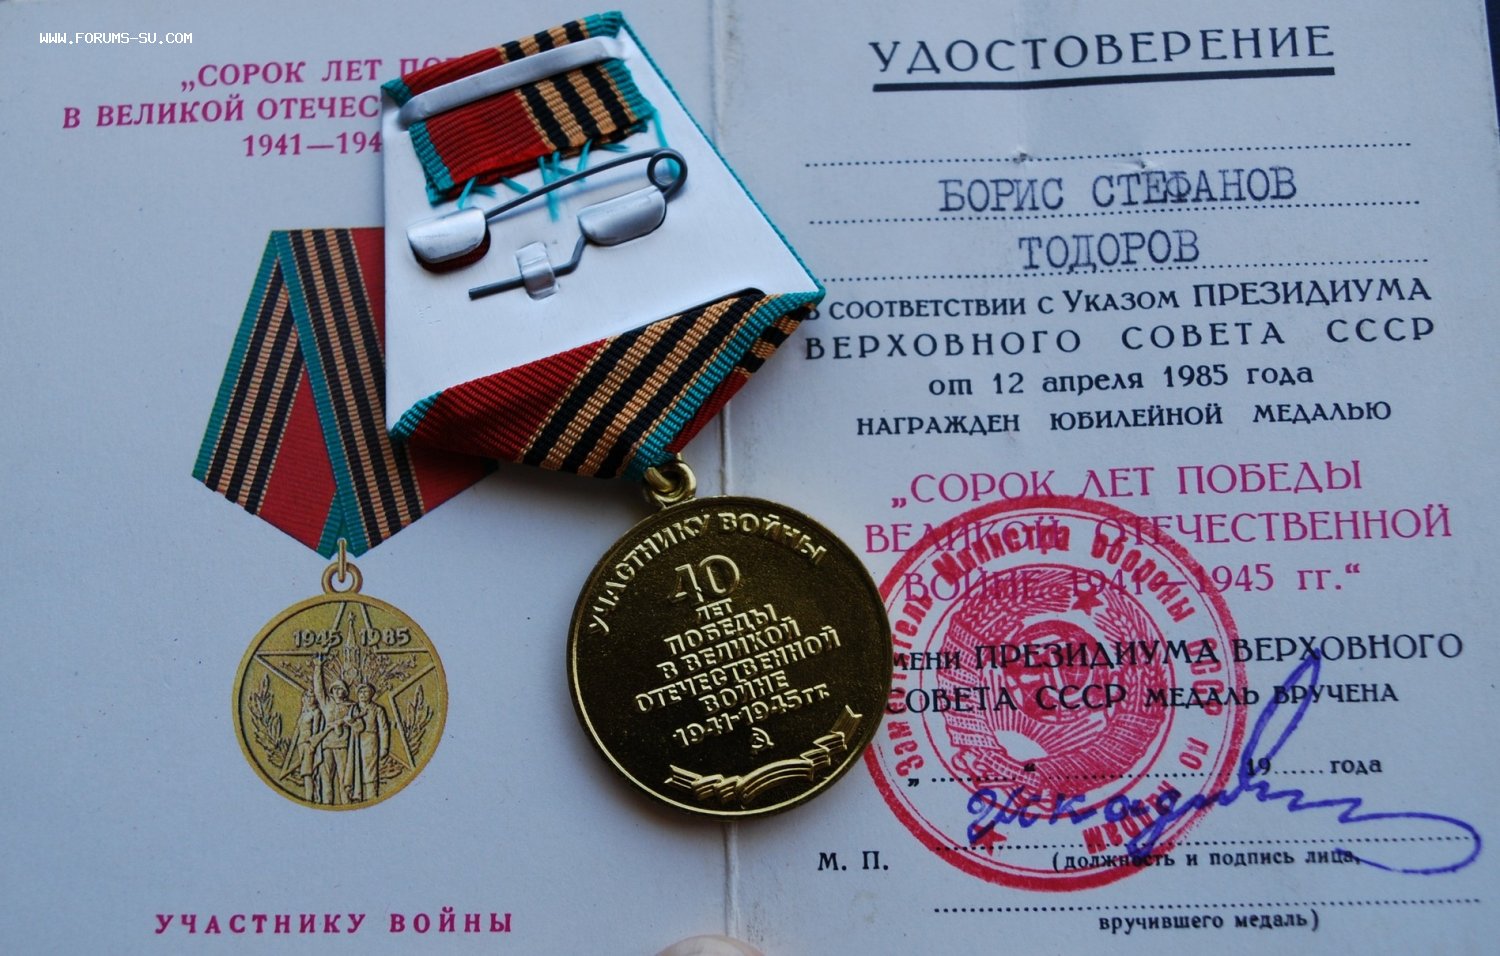 WWW.FORUMS-SU.COM
„СОРОК ЛЕТ
В ВЕЛИКОЙ
1941—194
1945 1985
УЧАСТНИКУ ВОЙНЫ
УЧАСТНИКУ ВОЙНЫ
40
ЛЕТ
ПОБЕДЫ
В ВЕЛИКОЙ
ОТЕЧЕСТВЕННОЙ
ВОЙНЕ
1941-1945 гг.
УДОСТОВЕРЕНИЕ
БОРИС СТЕФАНОВ
ТОДОРОВ
В СООТВЕТСТВИИ С УКАЗОМ ПРЕЗИДИУМА
ВЕРХОВНОГО СОВЕТА СССР
от 12 апреля 1985 года
НАГРАЖДЕН ЮБИЛЕЙНОЙ МЕДАЛЬЮ
„СОРОК ЛЕТ ПОБЕДЫ
ВЕЛИКОЙ ОТЕЧЕСТВЕННОЙ
ВОЙНЕ 1941—1945 гг.“
ПРЕЗИДИУМА ВЕРХОВНОГО
СОВЕТА СССР МЕДАЛЬ ВРУЧЕНА
„ “ 19 года
М. П.
(должность и подпись лица,
вручившего медаль)
Министра Обороны СССР по